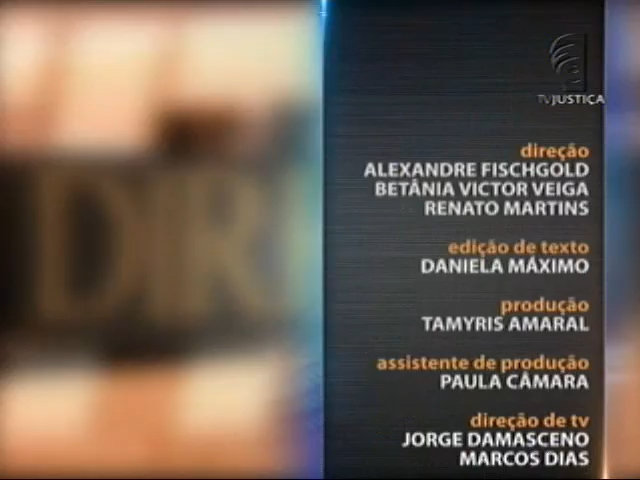 TV JUSTIÇA
direção
ALEXANDRE FISCHGOLD
BETÂNIA VICTOR VEIGA
RENATO MARTINS
edição de texto
DANIELA MÁXIMO
produção
TAMYRIS AMARAL
assistente de produção
PAULA CÂMARA
direção de tv
JORGE DAMASCENO
MARCOS DIAS
DIR